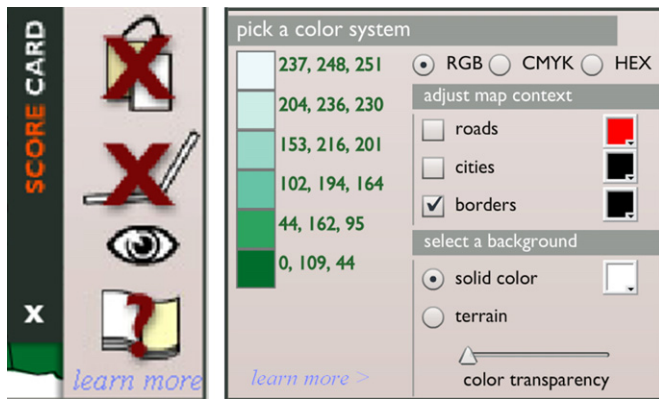 SCORE CARD
X
?
learn more
pick a color system
237, 248, 251
204, 236, 230
153, 216, 201
102, 194, 164
44, 162, 95
0, 109, 44
learn more >
RGB CMYK HEX
adjust map context
roads
cities
borders
select a background
solid color
terrain
color transparency